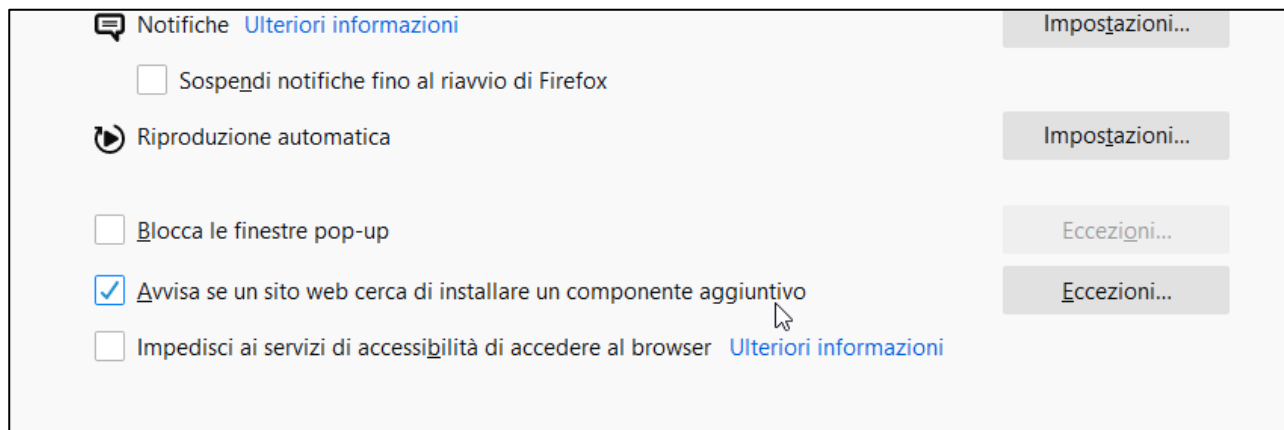 Notifiche Ulteriori informazioni Impostazioni...
Sospendi notifiche fino al riavvio di Firefox
Riproduzione automatica Impostazioni...
Blocca le finestre pop-up Eccezioni...
Avvisa se un sito web cerca di installare un componente aggiuntivo Eccezioni...
Impedisci ai servizi di accessibilità di accedere al browser Ulteriori informazioni